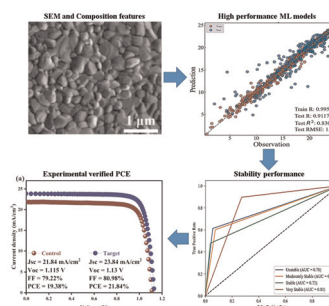 SEM and Composition features
High performance ML models
1 μm
Prediction
Observation
Train R: 0.995
Test R: 0.9117
Test R²: 0.830
Test RMSE: 1.
Experimental verified PCE
Stability performance
(a)
Control
Target
Jsc = 21.84 mA/cm²
Jsc = 23.84 mA/cm²
Voc = 1.115 V
Voc = 1.13 V
FF = 79.22%
FF = 80.98%
PCE = 19.38%
PCE = 21.84%
Current density (mA/cm²)
True Positive Rate
Unstable (AUC = 0.78)
Moderately Stable (AUC =
Stable (AUC = 0.73)
Very Stable (AUC = 0.81)